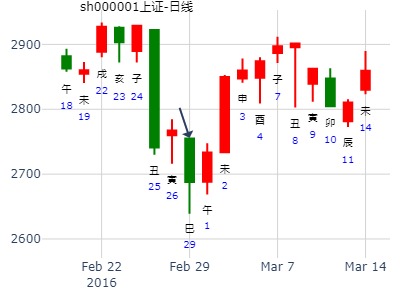 sh000001上证-日线
2900
2800
2700
2600
午
18
未
19
戌
22
亥
23
子
24
丑
25
寅
26
巳
29
午
1
未
2
申
3
酉
4
子
7
丑
8
寅
9
卯
10
辰
11
未
14
Feb 22
2016
Feb 29
Mar 7
Mar 14